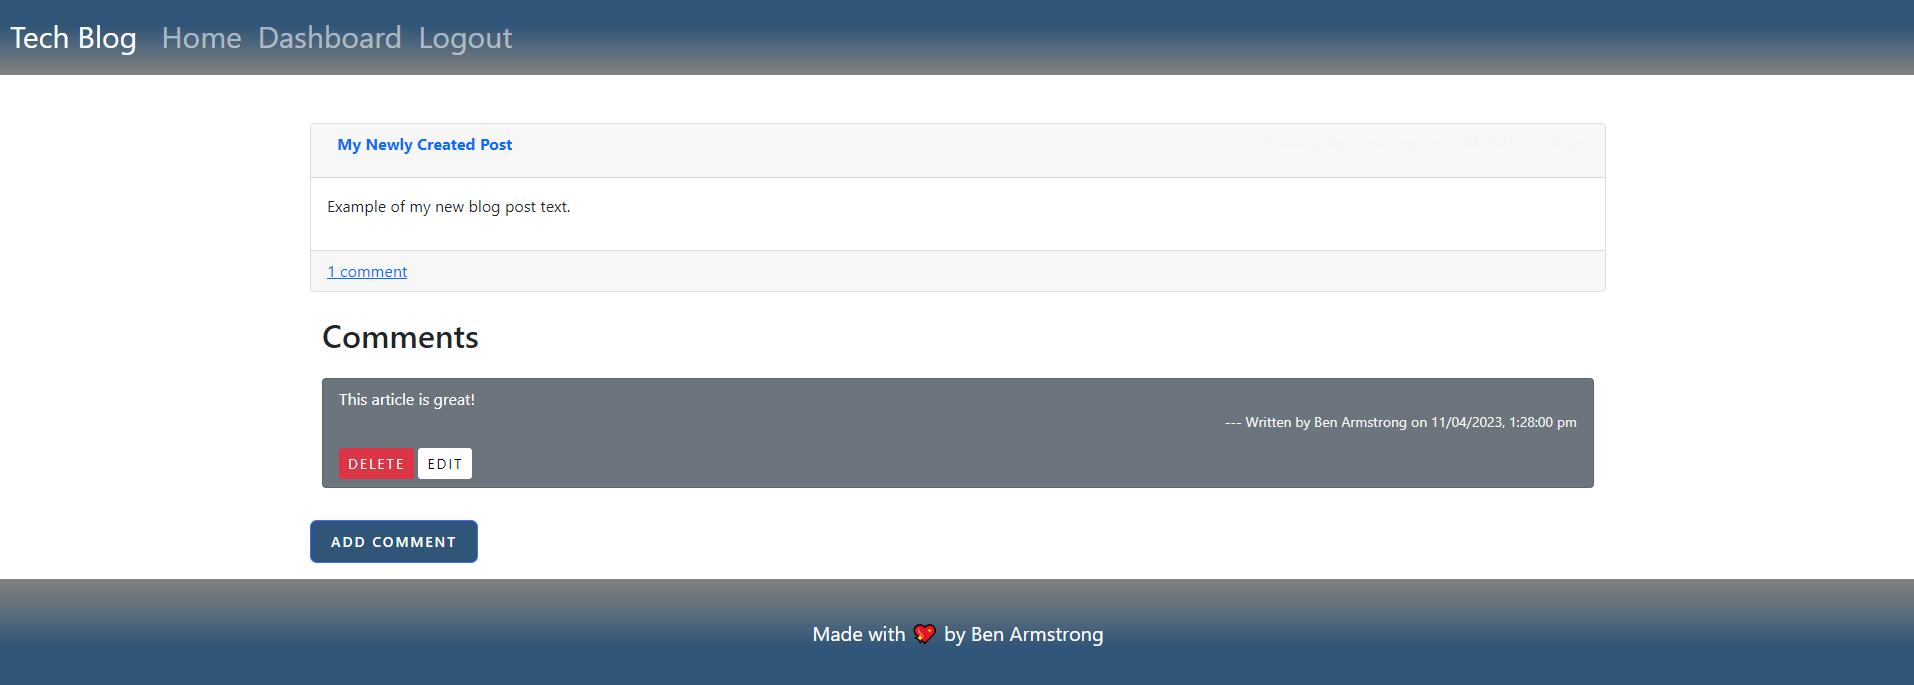 Tech Blog Home Dashboard Logout
My Newly Created Post
Example of my new blog post text.
1 comment
Comments
This article is great!
--- Written by Ben Armstrong on 11/04/2023, 1:28:00 pm
DELETE EDIT
ADD COMMENT
Made with 💖 by Ben Armstrong